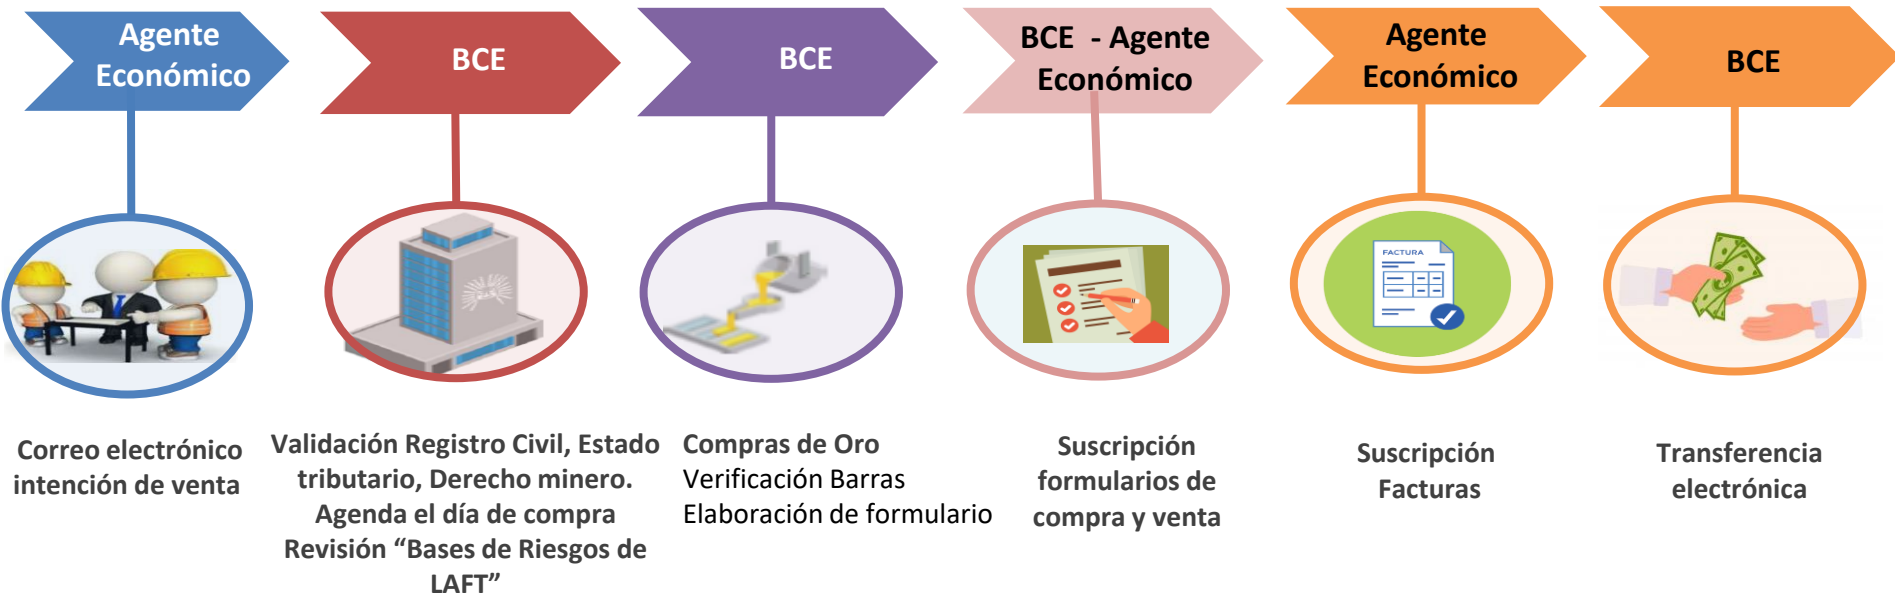 Agente
Económico
BCE
BCE
BCE - Agente
Económico
Agente
Económico
BCE
FACTURA
Correo electrónico
intención de venta
Validación Registro Civil, Estado
tributario, Derecho minero.
Agenda el día de compra
Revisión “Bases de Riesgos de
LAFT”
Compras de Oro
Verificación Barras
Elaboración de formulario
Suscripción
formularios de
compra y venta
Suscripción
Facturas
Transferencia
electrónica